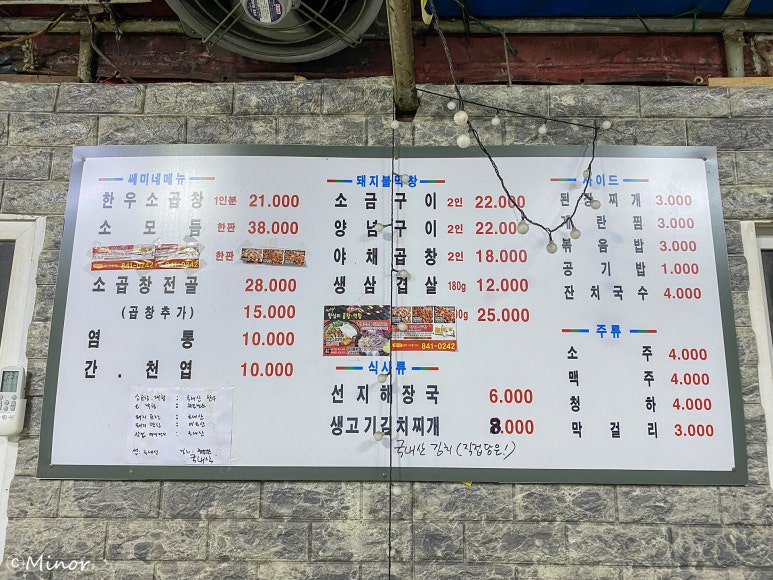 쎄미네메뉴
한우소곱창 1인분 21.000
소모듬 한판 38.000
841-0242 841-0242 한판
소곱창전골 28.000
(곱창추가) 15.000
염통 10.000
간.천엽 10.000
국내산
돼지불막창
소금구이 2인 22.000
양념구이 2인 22.000
야채곱창 2인 18.000
생삼겹살 180g 12.000
0g 25.000
841-0242
식사류
선지해장국 6.000
생고기김치찌개 8.000
국내산 김치 (직접담은!)
사이드
된장찌개 3.000
계란찜 3.000
볶음밥 3.000
공기밥 1.000
잔치국수 4.000
주류
소주 4.000
맥주 4.000
청하 4.000
막걸리 3.000
©Minor